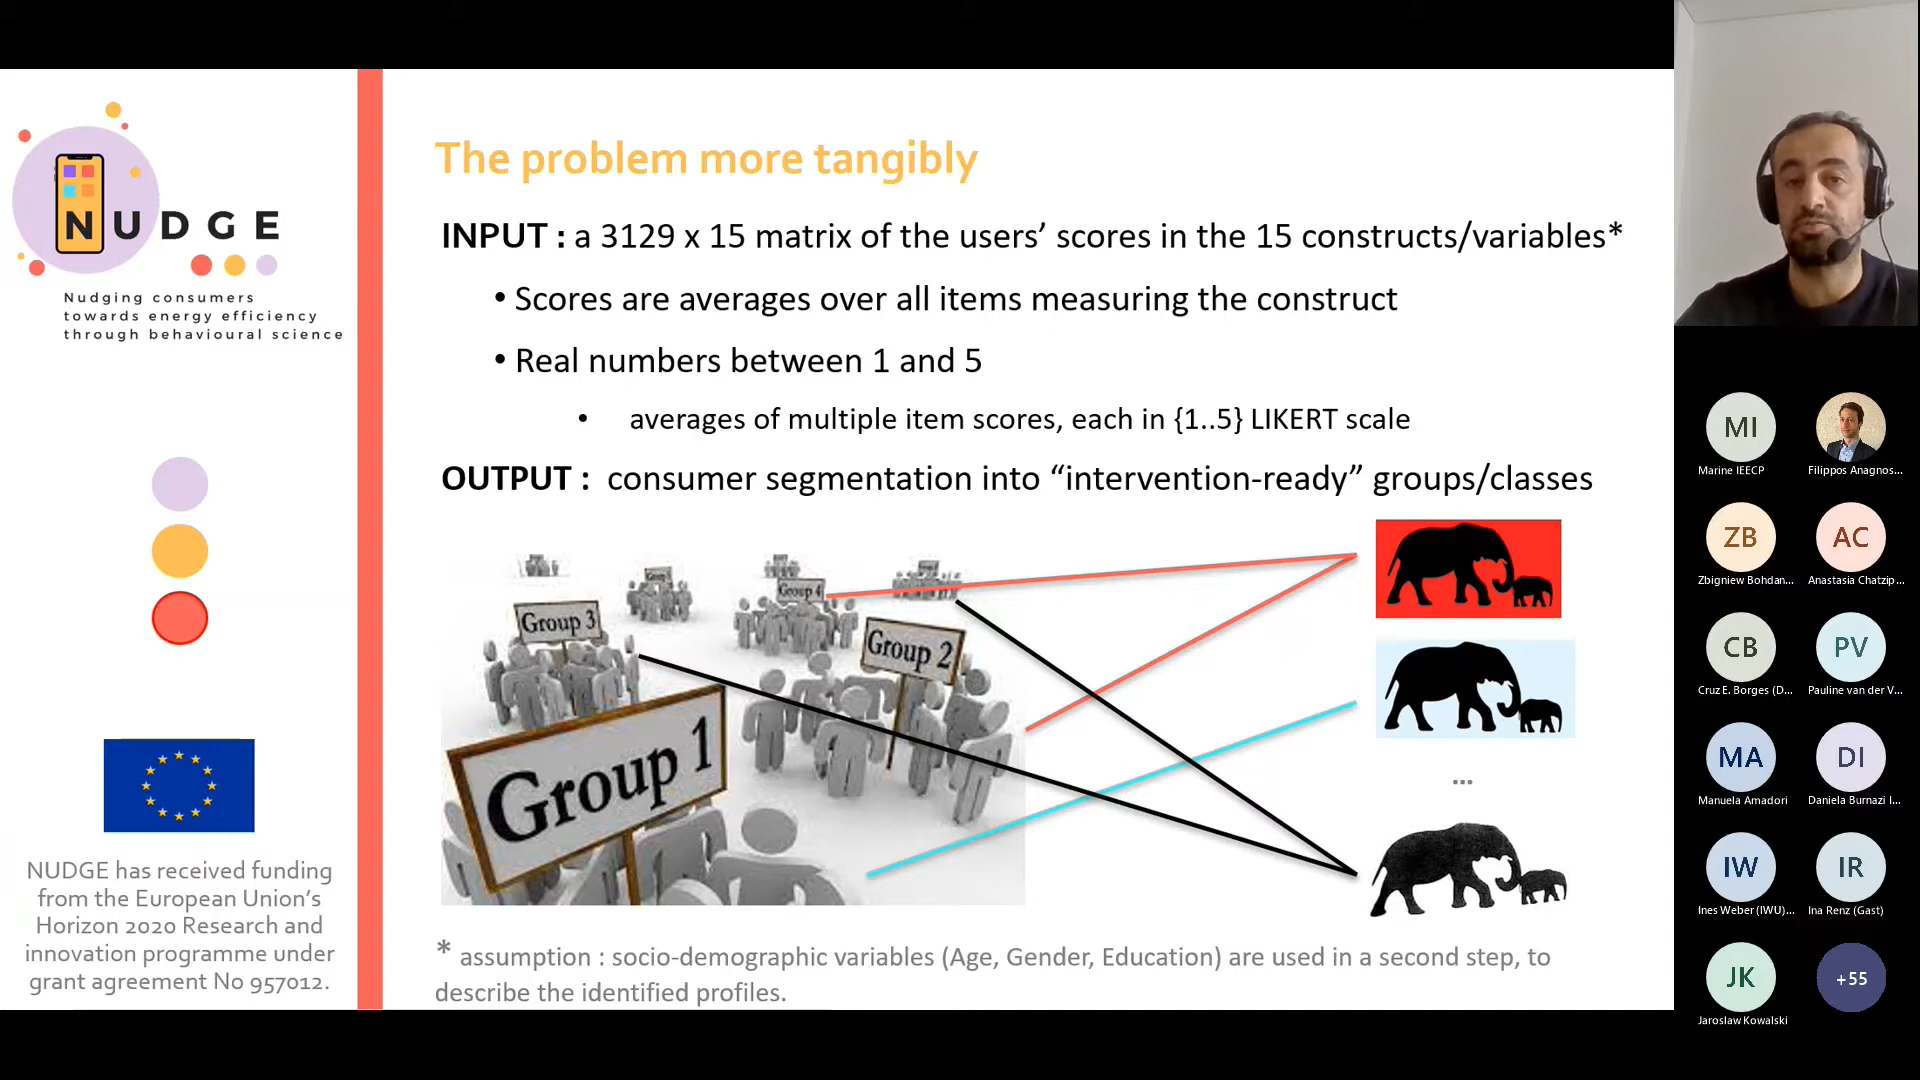 NUDGE
Nudging consumers
towards energy efficiency
through behavioural science
NUDGE has received funding
from the European Union's
Horizon 2020 Research and
innovation programme under
grant agreement No 957012.
The problem more tangibly
INPUT : a 3129 x 15 matrix of the users’ scores in the 15 constructs/variables*
• Scores are averages over all items measuring the construct
• Real numbers between 1 and 5
• averages of multiple item scores, each in {1..5} LIKERT scale
OUTPUT : consumer segmentation into “intervention-ready” groups/classes
Group 4
Group 3
Group 2
Group 1
...
* assumption : socio-demographic variables (Age, Gender, Education) are used in a second step, to
describe the identified profiles.
MI
Marine IEECP
Filippos Anagnos...
ZB
Zbigniew Bohdan...
AC
Anastasia Chatzip...
CB
Cruz E. Borges (D...
PV
Pauline van der V...
MA
Manuela Amadori
DI
Daniela Burnazi I...
IW
Ines Weber (IWU)...
IR
Ina Renz (Gast)
JK
Jaroslaw Kowalski
+55